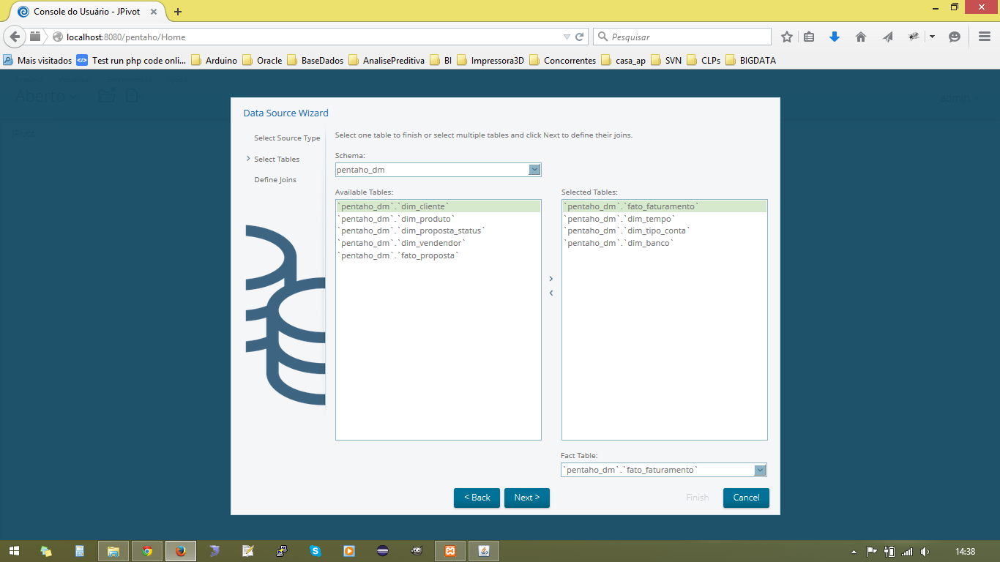 Console do Usuário - JPivot
localhost:8080/pentaho/Home
Pesquisar
Mais visitados
Test run php code onli...
Arduino
Oracle
BaseDados
AnalisePreditiva
BI
Impressora3D
Concorrentes
casa_ap
SVN
CLPs
BIGDATA
Aberto
admin
JPivot
Data Source Wizard
Select Source Type
Select Tables
Define Joins
Select one table to finish or select multiple tables and click Next to define their joins.
Schema:
pentaho_dm
Available Tables:
`pentaho_dm`.`dim_cliente`
`pentaho_dm`.`dim_produto`
`pentaho_dm`.`dim_proposta_status`
`pentaho_dm`.`dim_vendendor`
`pentaho_dm`.`fato_proposta`
Selected Tables:
`pentaho_dm`.`fato_faturamento`
`pentaho_dm`.`dim_tempo`
`pentaho_dm`.`dim_tipo_conta`
`pentaho_dm`.`dim_banco`
Fact Table:
`pentaho_dm`.`fato_faturamento`
< Back
Next >
Finish
Cancel
14:38